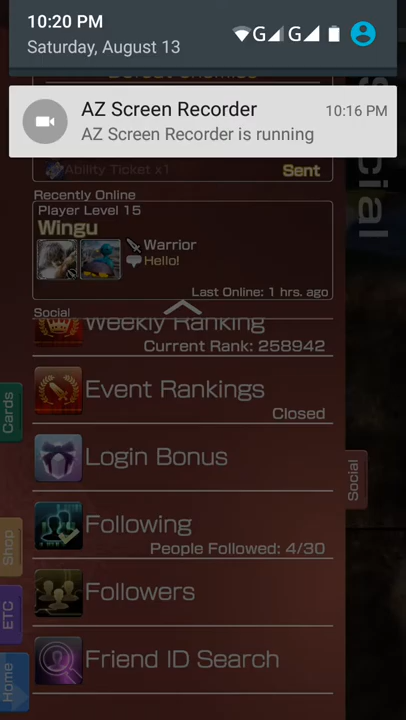 10:20 PM
Saturday, August 13
G G
AZ Screen Recorder 10:16 PM
AZ Screen Recorder is running
Defeat enemies
Ability Ticket x1 Sent
Recently Online
Player Level 15
Wingu
Warrior
Hello!
Last Online: 1 hrs. ago
Social
Weekly Ranking
Current Rank: 258942
Event Rankings
Closed
Login Bonus
Following
People Followed: 4/30
Followers
Friend ID Search
Cards
Shop
ETC
Home
Social
Social